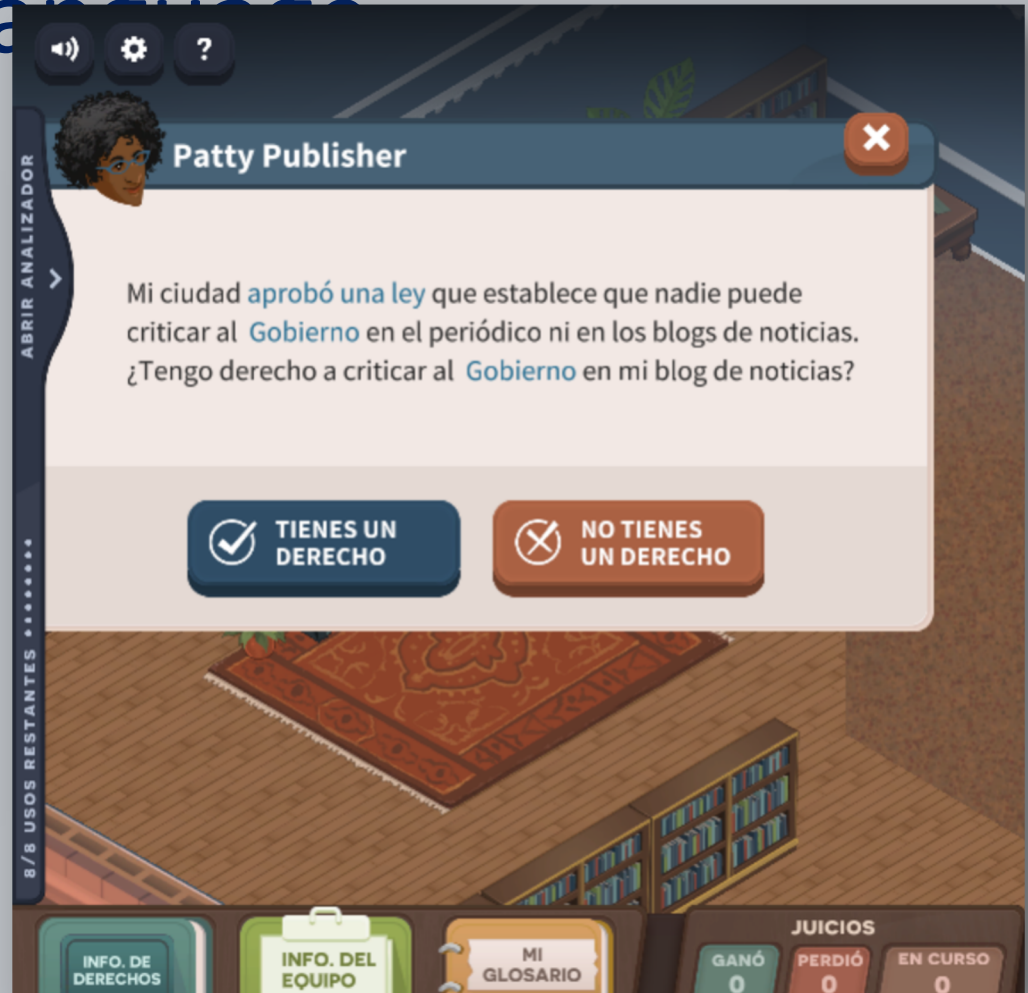 ?
Patty Publisher
ABRIR ANALIZADOR
Mi ciudad aprobó una ley que establece que nadie puede
criticar al Gobierno en el periódico ni en los blogs de noticias.
¿Tengo derecho a criticar al Gobierno en mi blog de noticias?
TIENES UN
DERECHO
NO TIENES
UN DERECHO
8/8 USOS RESTANTES
INFO. DE
DERECHOS
INFO. DEL
EQUIPO
MI
GLOSARIO
JUICIOS
GANÓ
0
PERDIÓ
0
EN CURSO
0